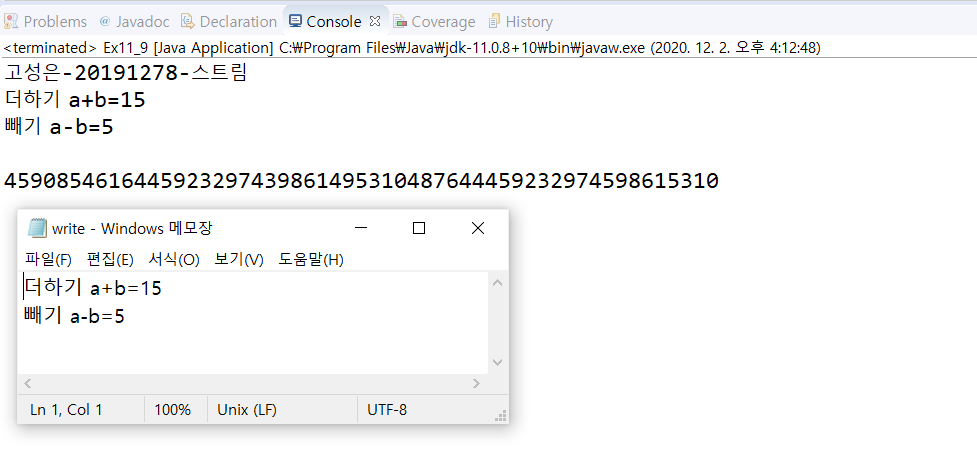 Problems @ Javadoc Declaration Console Coverage History
<terminated> Ex11_9 [Java Application] C:₩Program Files₩Java₩jdk-11.0.8+10₩bin₩javaw.exe (2020. 12. 2. 오후 4:12:48)
고성은-20191278-스트림
더하기 a+b=15
빼기 a-b=5
45908546164459232974398614953104876444459232974598615310
write - Windows 메모장
파일(F) 편집(E) 서식(O) 보기(V) 도움말(H)
더하기 a+b=15
빼기 a-b=5
Ln 1, Col 1 100% Unix (LF) UTF-8